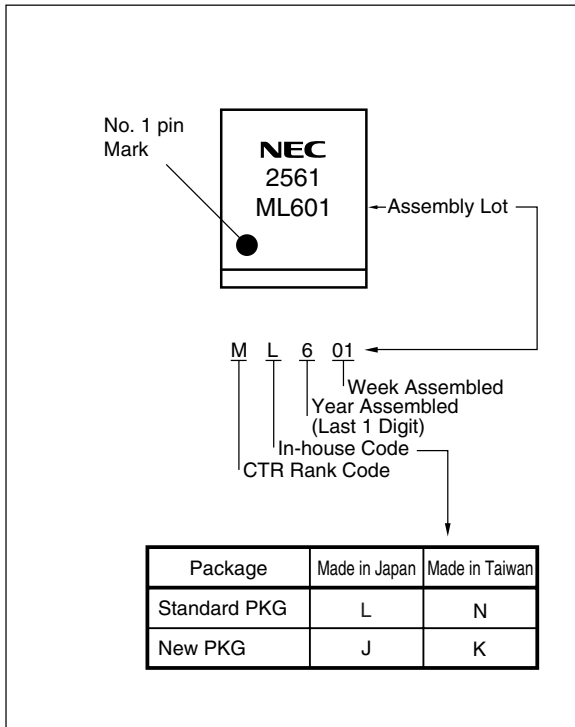 No. 1 pin
Mark
NEC
2561
ML601
Assembly Lot
M L 6 01
Week Assembled
Year Assembled
(Last 1 Digit)
In-house Code
CTR Rank Code
Package Made in Japan Made in Taiwan
Standard PKG L N
New PKG J K